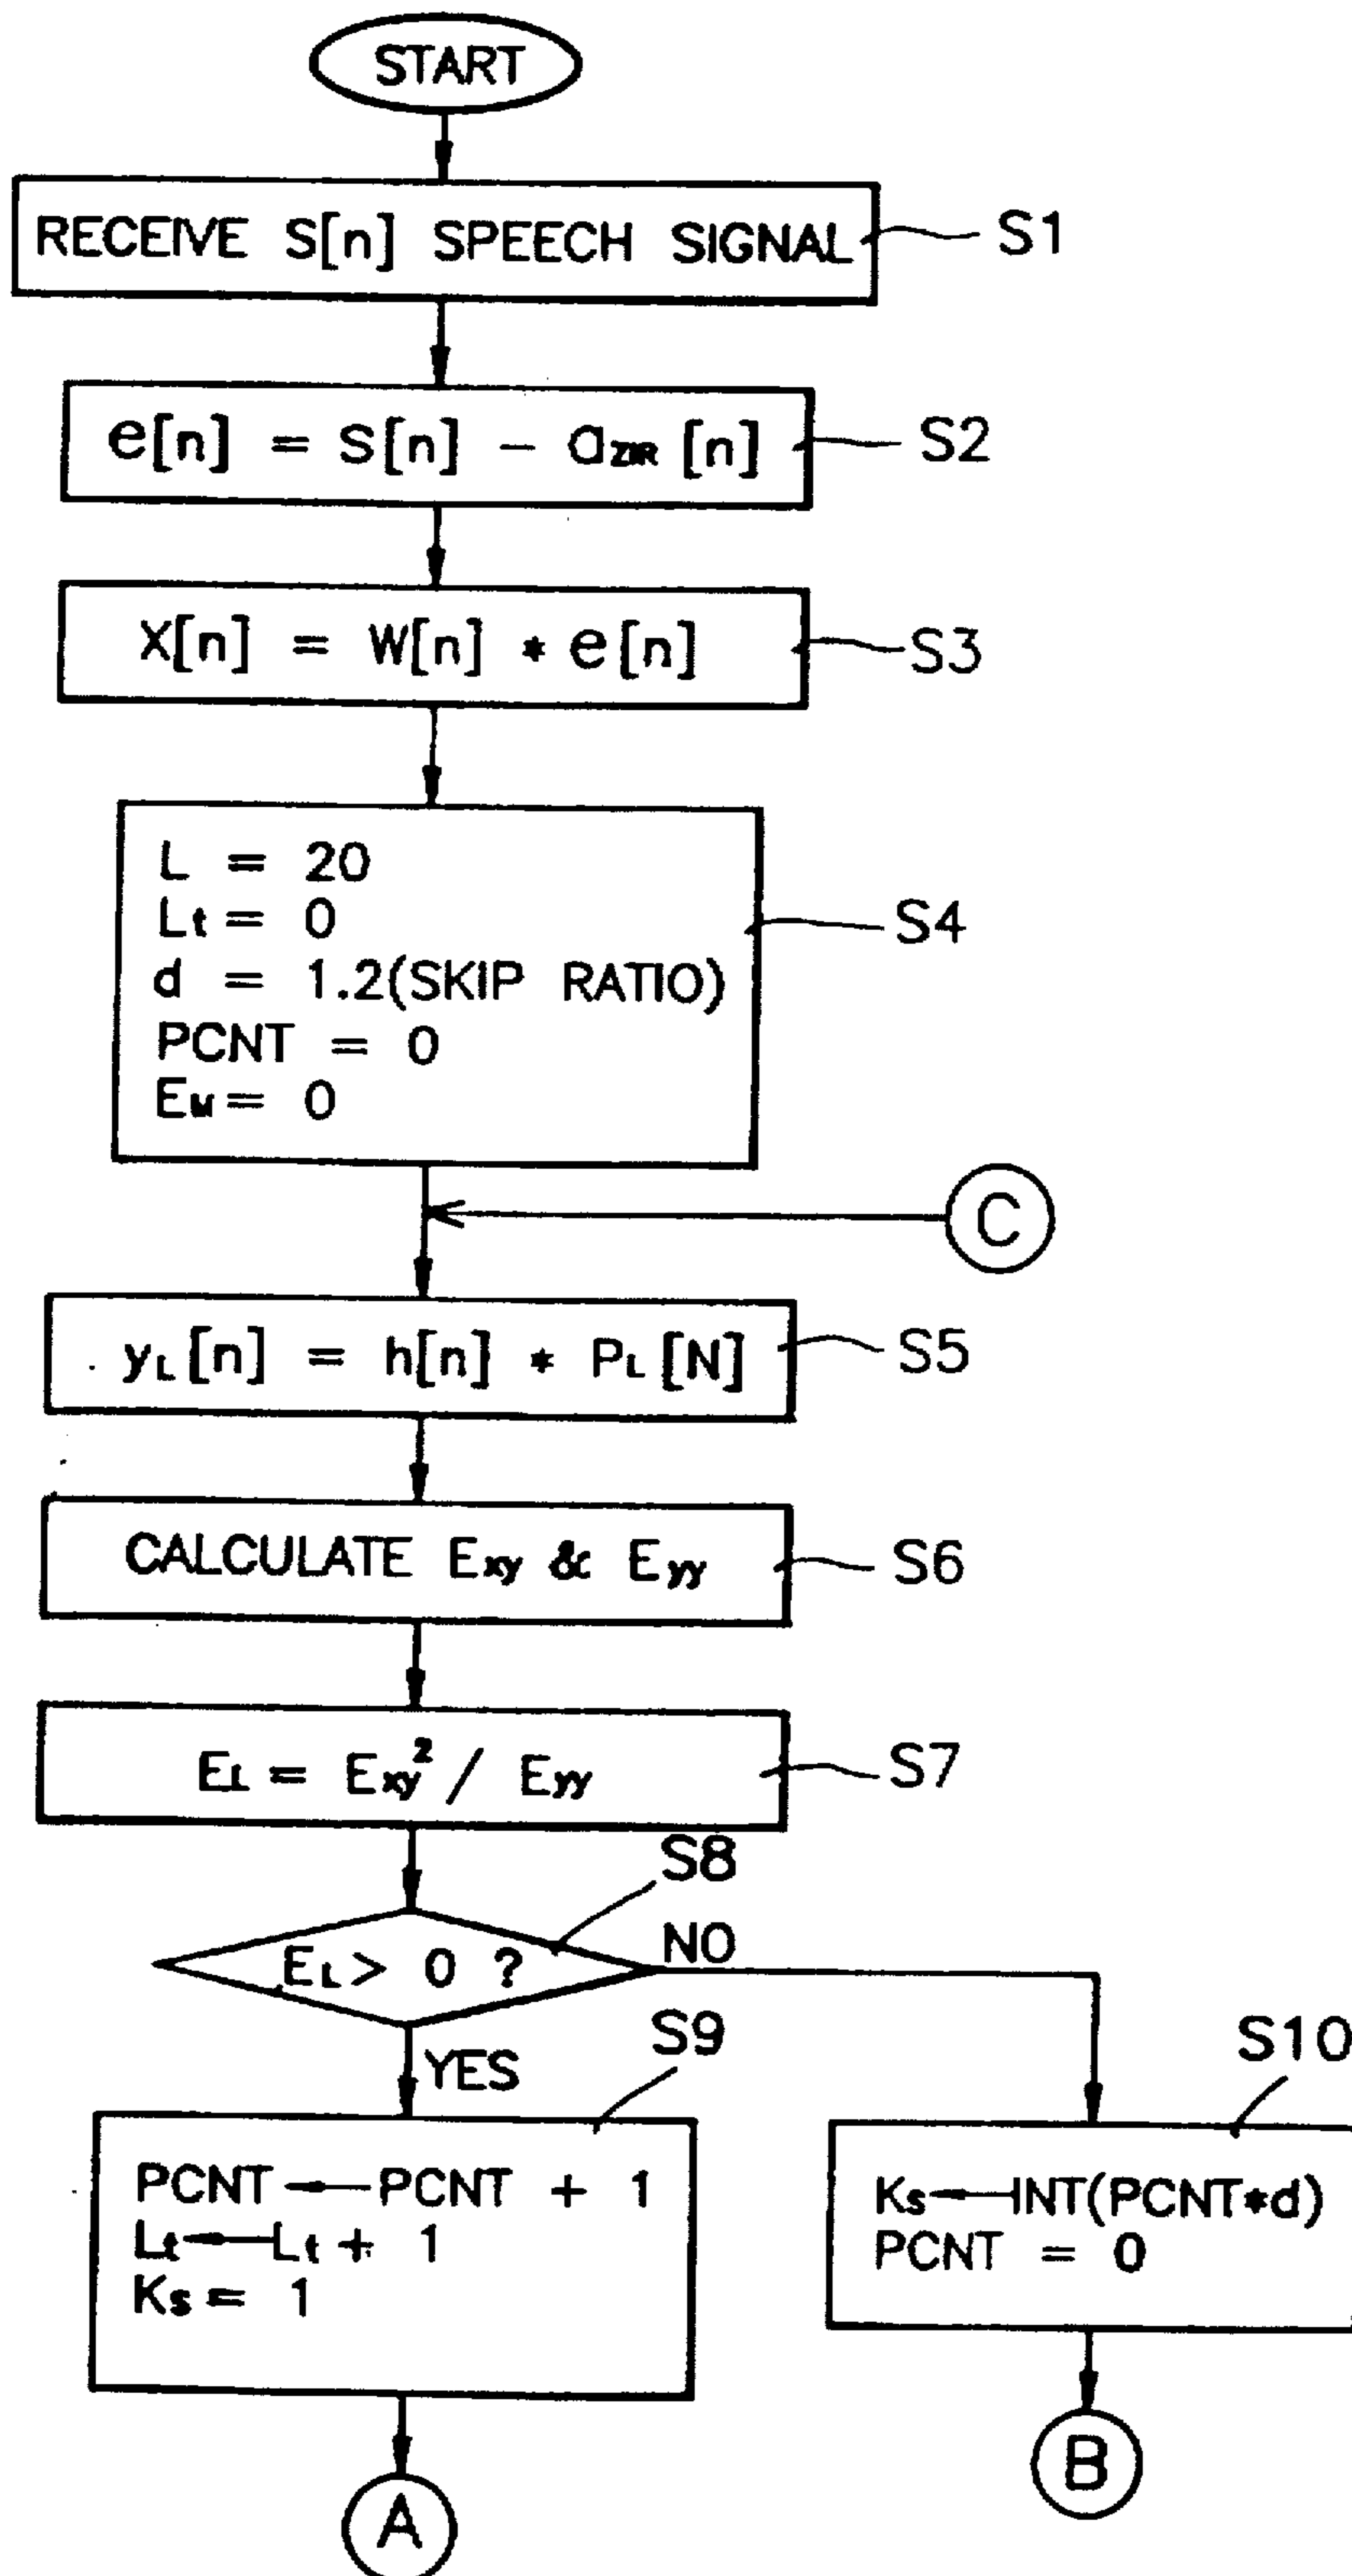 START
RECEIVE S[n] SPEECH SIGNAL
S1
e[n] = S[n] - aZIR [n]
S2
X[n] = W[n] * e[n]
S3
L = 20
Lt = 0
d = 1.2(SKIP RATIO)
PCNT = 0
EM = 0
S4
C
yL[n] = h[n] * PL[N]
S5
CALCULATE Exy & Eyy
S6
EL = Exy² / Eyy
S7
S8
EL > 0 ?
NO
YES
S9
PCNT ← PCNT + 1
Lt ← Lt + 1
Ks = 1
S10
Ks ← INT(PCNT*d)
PCNT = 0
A
B